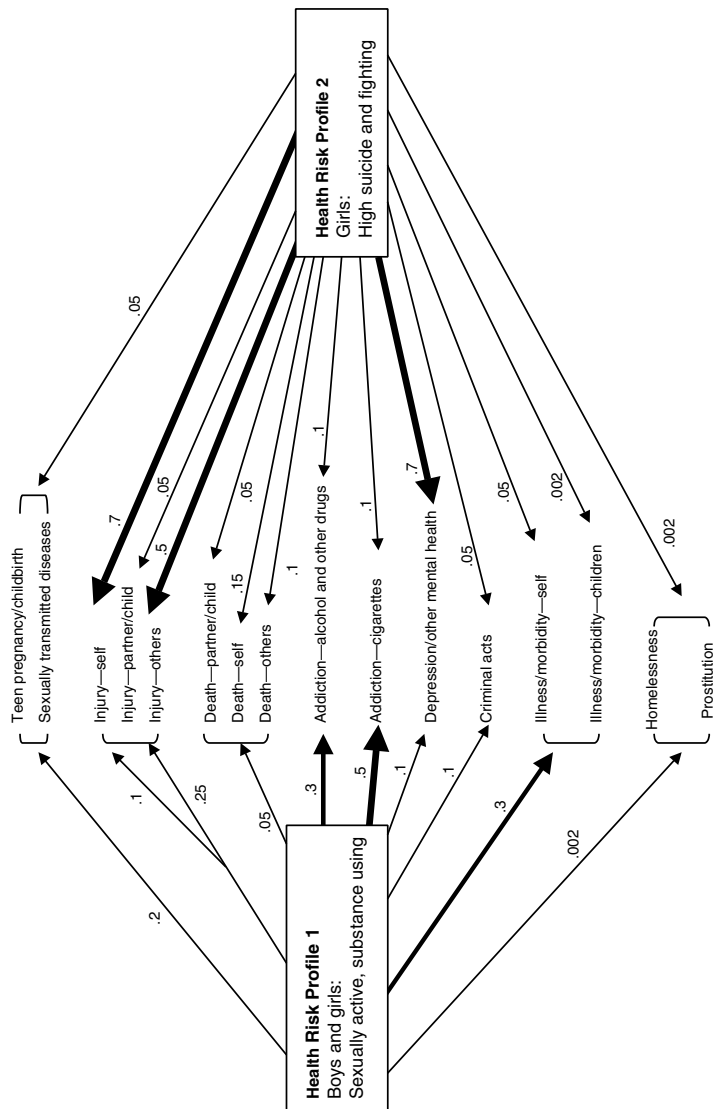 Health Risk Profile 1
Boys and girls:
Sexually active, substance using
.2
.1
.25
.05
.3
.5
.1
.1
.3
.002
Teen pregnancy/childbirth
Sexually transmitted diseases
Injury—self
Injury—partner/child
Injury—others
Death—partner/child
Death—self
Death—others
Addiction—alcohol and other drugs
Addiction—cigarettes
Depression/other mental health
Criminal acts
Illness/morbidity—self
Illness/morbidity—children
Homelessness
Prostitution
.05
.7
.05
.5
.05
.15
.1
.1
.1
.7
.05
.05
.002
.002
Health Risk Profile 2
Girls:
High suicide and fighting